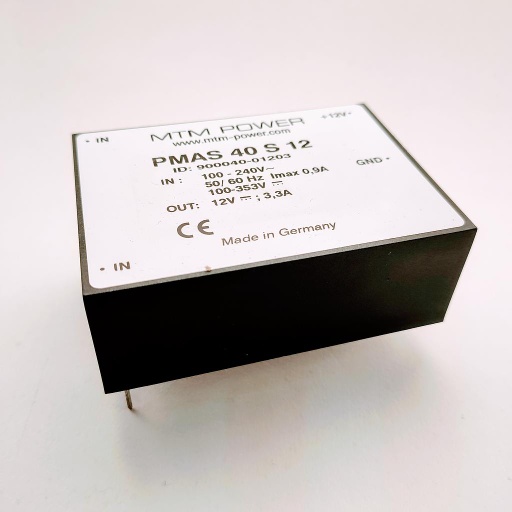 • IN
MTM POWER
+12V•
www.mtm-power.com
PMAS 40 S 12
ID: 900040-01203
IN : 100 - 240V~
50/ 60 Hz Imax 0,9A
100-353V ⎓
GND •
OUT: 12V ⎓ ; 3,3A
CE
Made in Germany
• IN